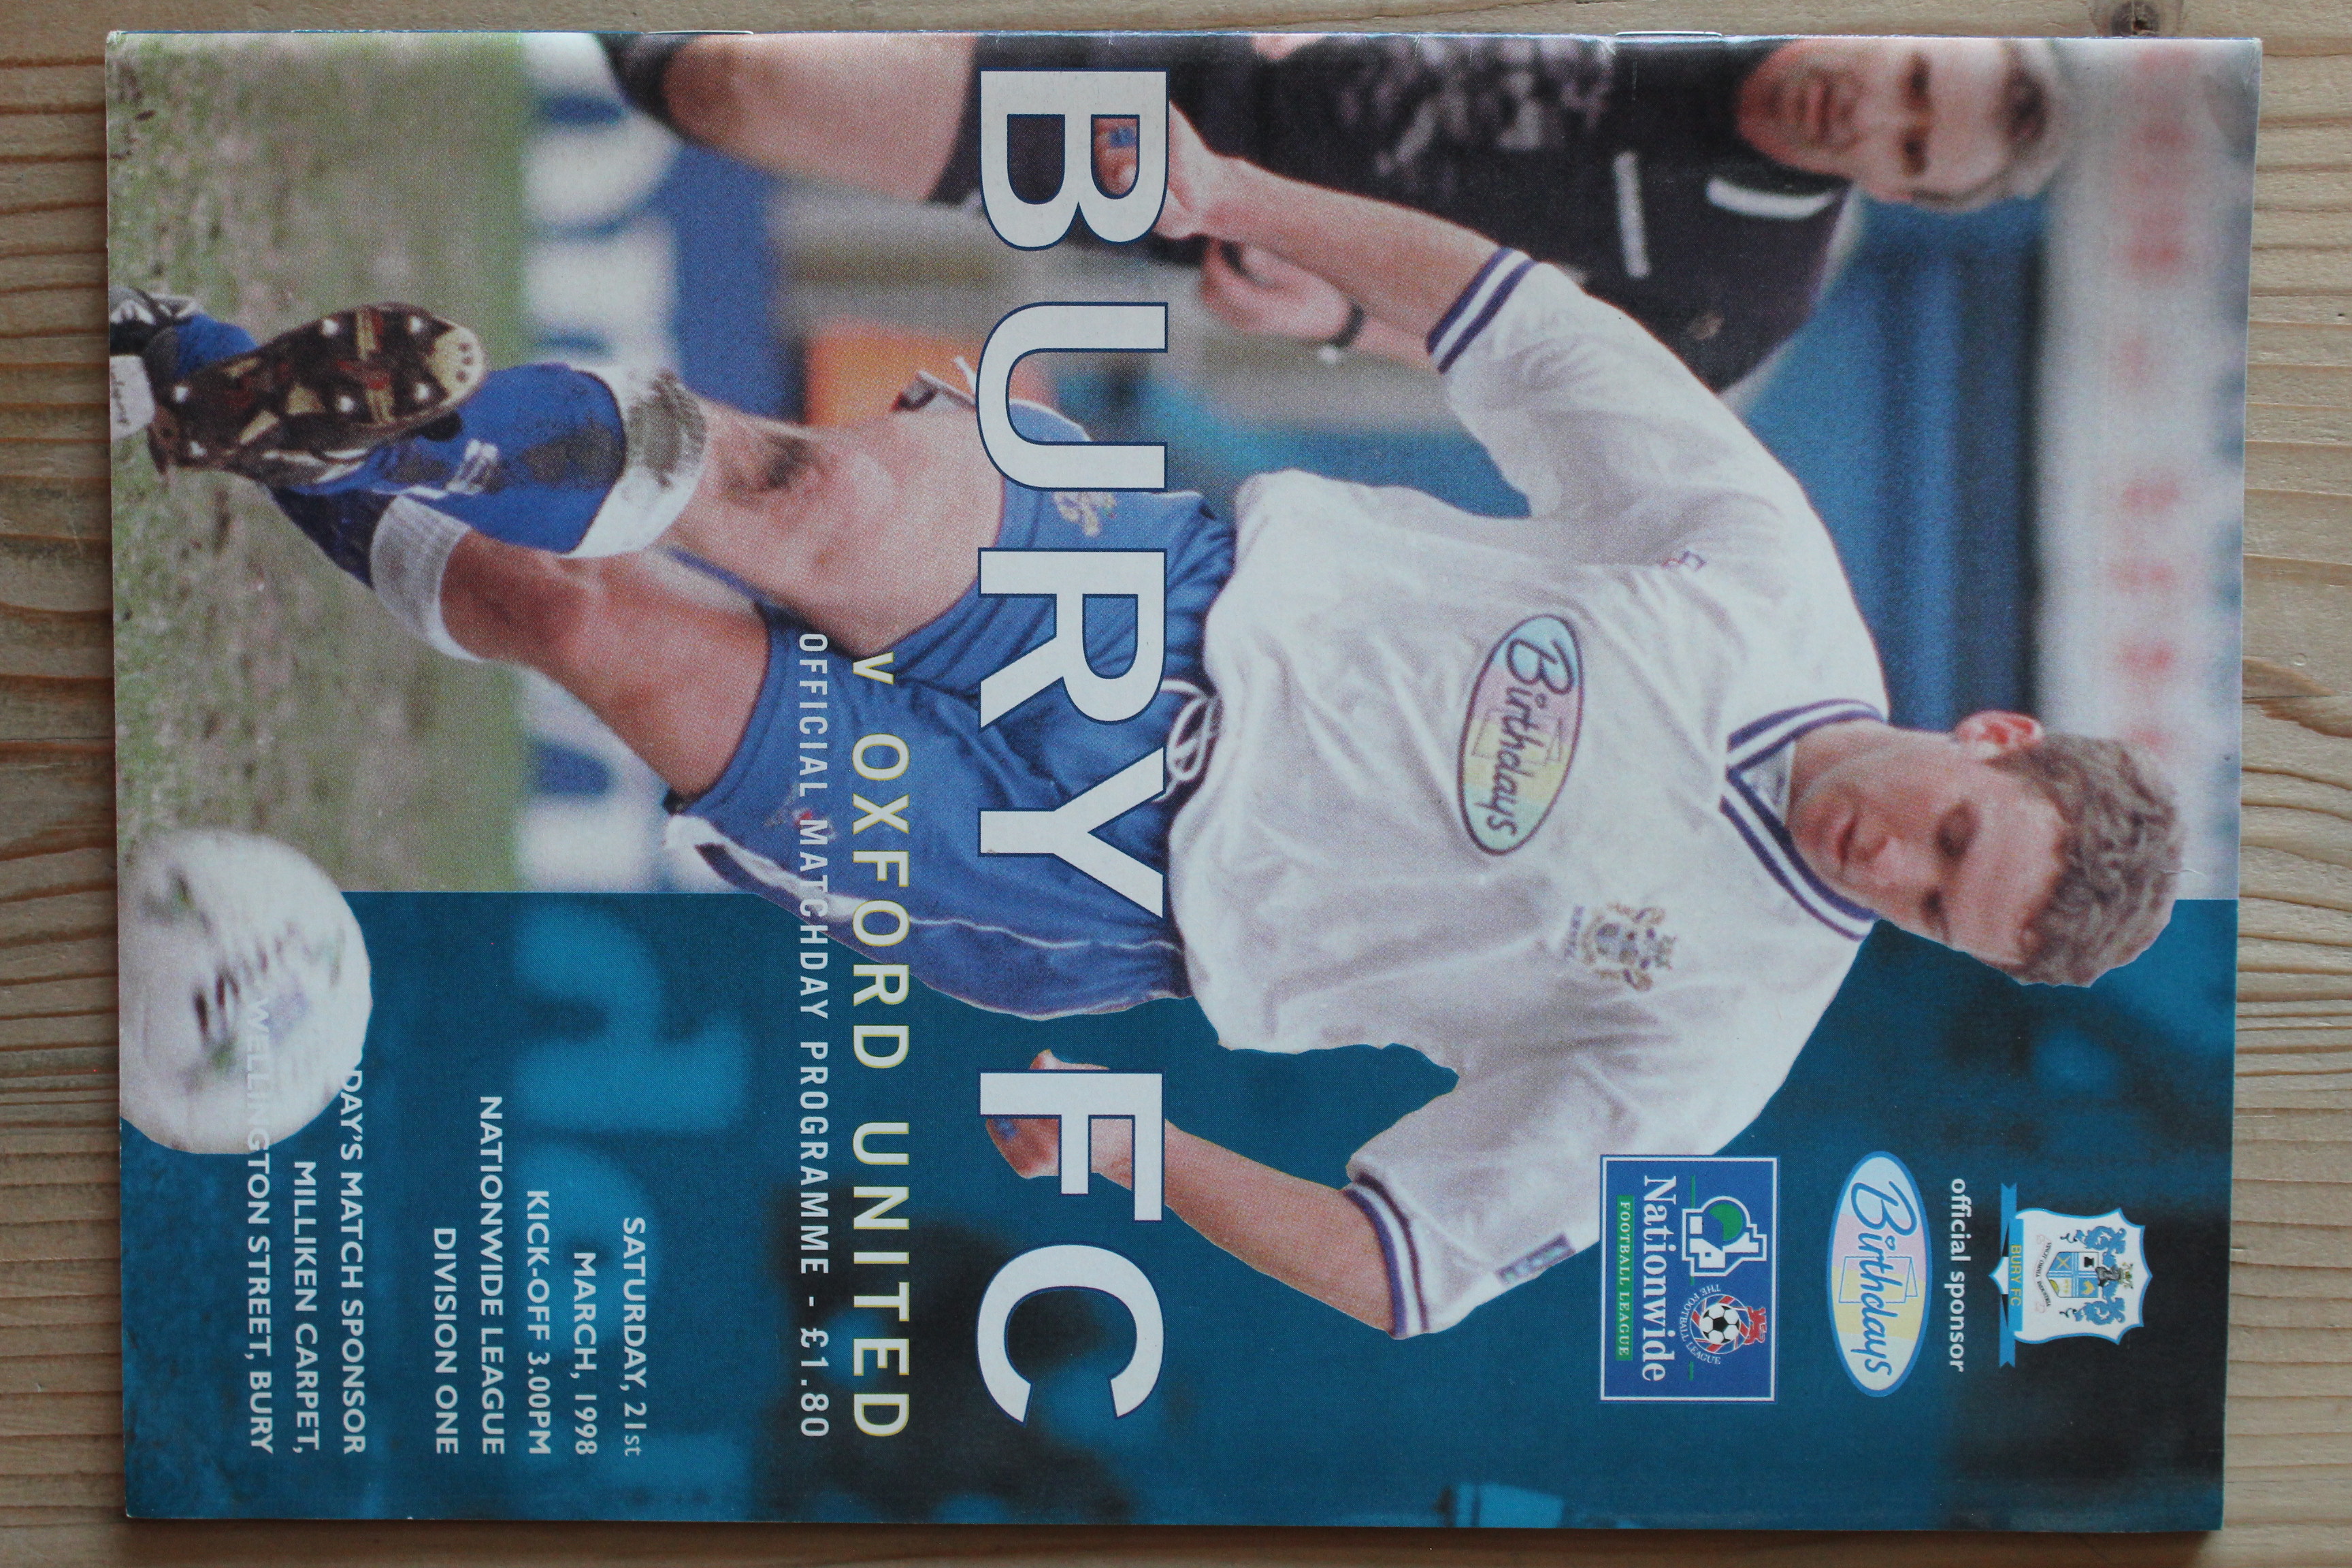 BURY FC
official sponsor
Birthdays
Nationwide
FOOTBALL LEAGUE
THE FOOTBALL LEAGUE
Birthdays
BURY FC
v OXFORD UNITED
OFFICIAL MATCHDAY PROGRAMME - £1.80
SATURDAY, 21st
MARCH, 1998
KICK-OFF 3.00PM
NATIONWIDE LEAGUE
DIVISION ONE
DAY'S MATCH SPONSOR
MILLIKEN CARPET,
WELLINGTON STREET, BURY